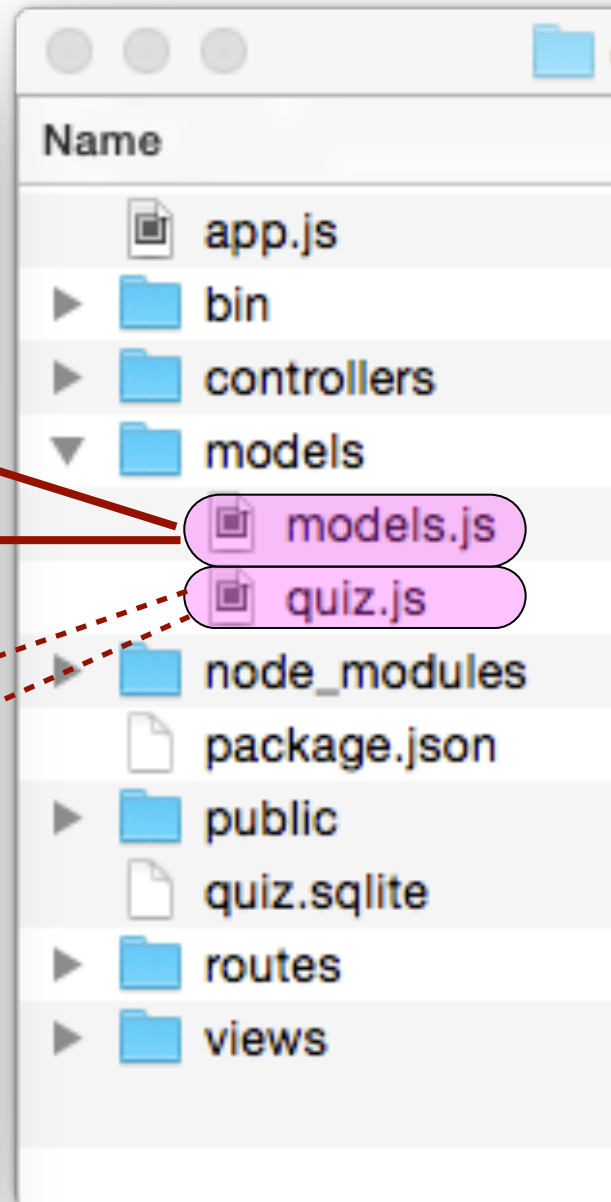 Name
app.js
bin
controllers
models
models.js
quiz.js
node_modules
package.json
public
quiz.sqlite
routes
views